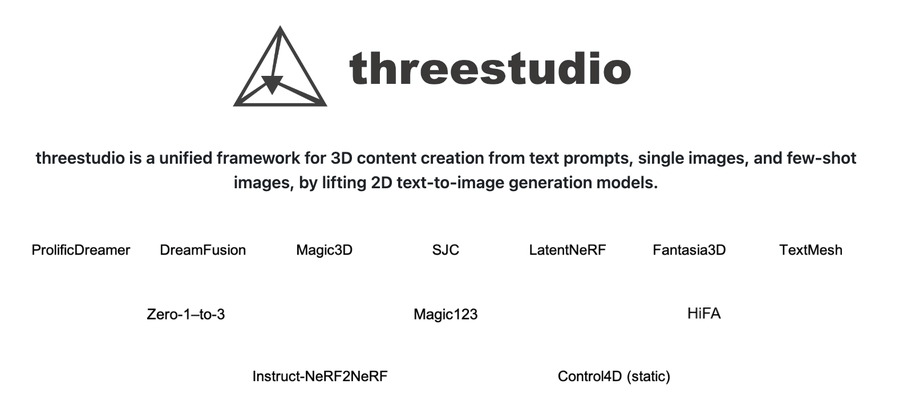 threestudio
threestudio is a unified framework for 3D content creation from text prompts, single images, and few-shot
images, by lifting 2D text-to-image generation models.
ProlificDreamer DreamFusion Magic3D SJC LatentNeRF Fantasia3D TextMesh
Zero-1–to-3 Magic123 HiFA
Instruct-NeRF2NeRF Control4D (static)